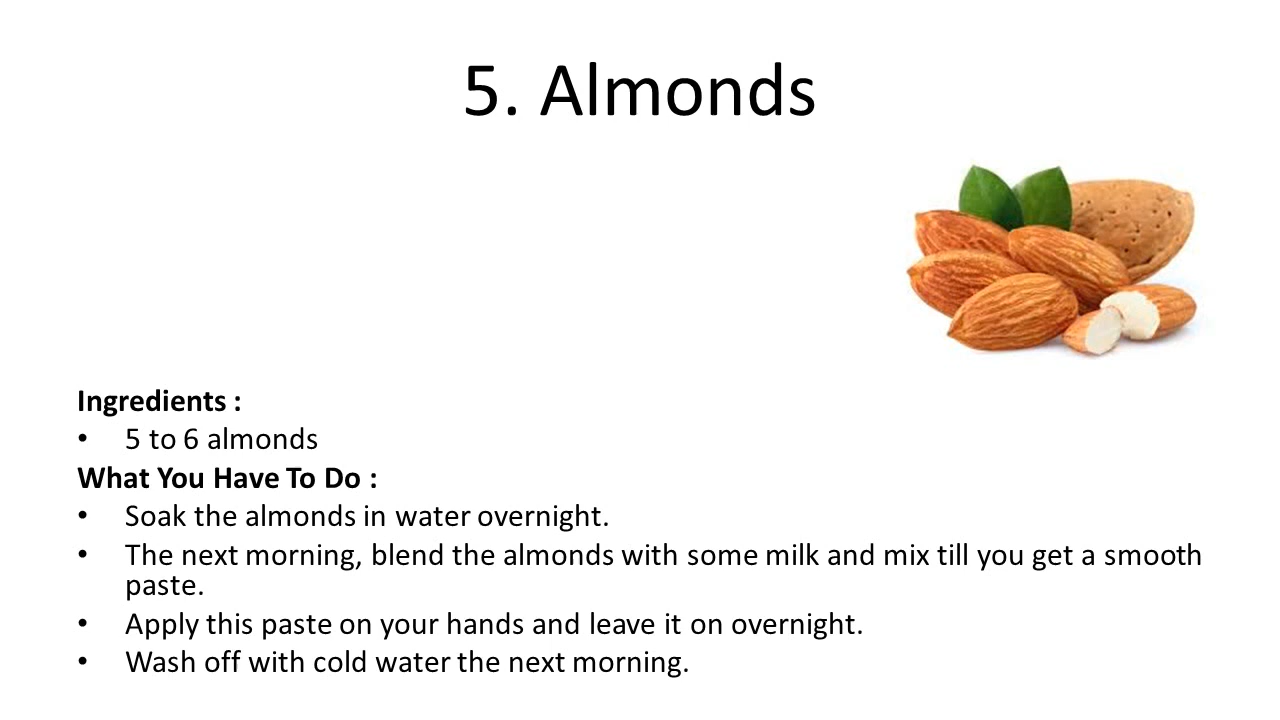 5. Almonds
Ingredients :
• 5 to 6 almonds
What You Have To Do :
• Soak the almonds in water overnight.
• The next morning, blend the almonds with some milk and mix till you get a smooth
paste.
• Apply this paste on your hands and leave it on overnight.
• Wash off with cold water the next morning.